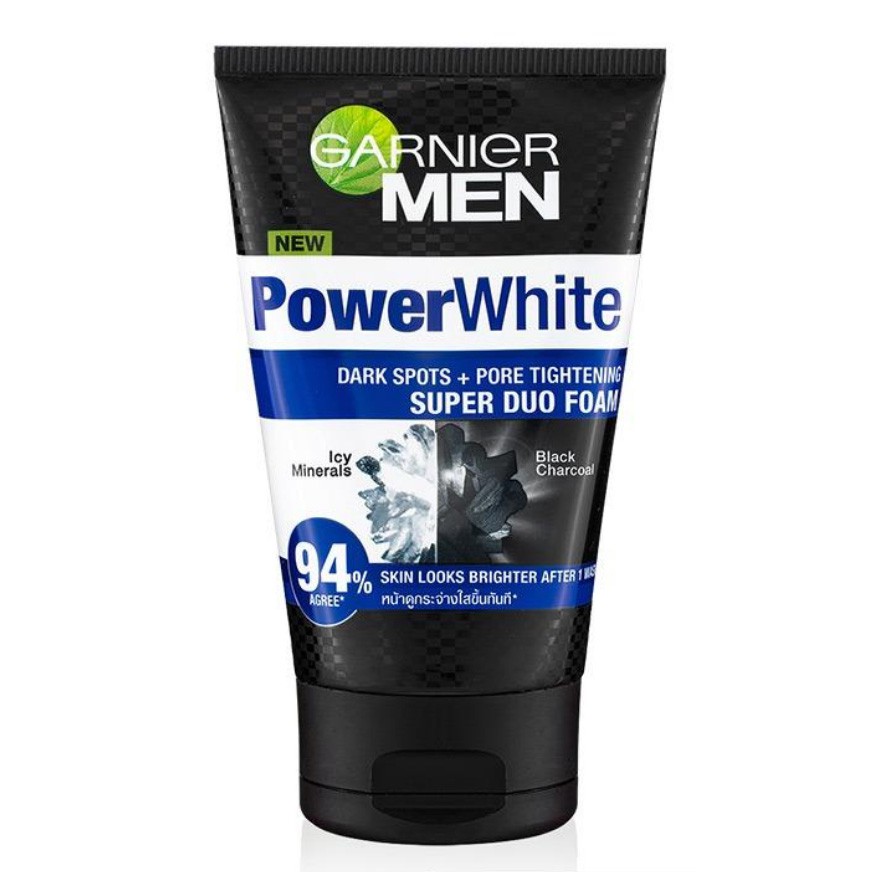 GARNIER
MEN
NEW
PowerWhite
DARK SPOTS + PORE TIGHTENING
SUPER DUO FOAM
Icy
Minerals
Black
Charcoal
94%
AGREE*
SKIN LOOKS BRIGHTER AFTER 1 WASH
หน้าดูกระจ่างใสขึ้นทันที*